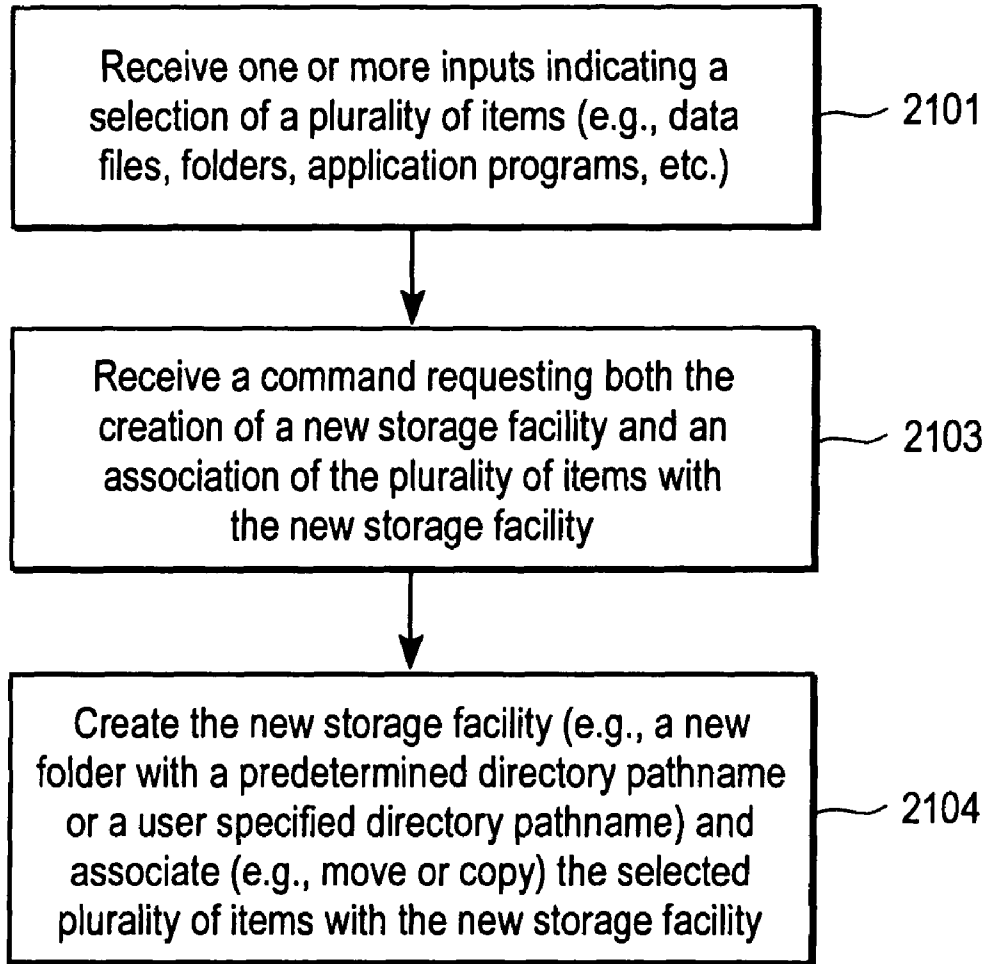 Receive one or more inputs indicating a
selection of a plurality of items (e.g., data
files, folders, application programs, etc.)
2101
Receive a command requesting both the
creation of a new storage facility and an
association of the plurality of items with
the new storage facility
2103
Create the new storage facility (e.g., a new
folder with a predetermined directory pathname
or a user specified directory pathname) and
associate (e.g., move or copy) the selected
plurality of items with the new storage facility
2104